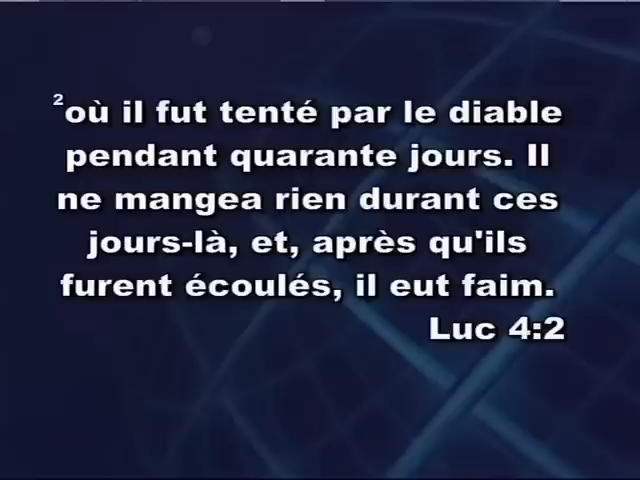 ²où il fut tenté par le diable
pendant quarante jours. Il
ne mangea rien durant ces
jours-là, et, après qu'ils
furent écoulés, il eut faim.
Luc 4:2